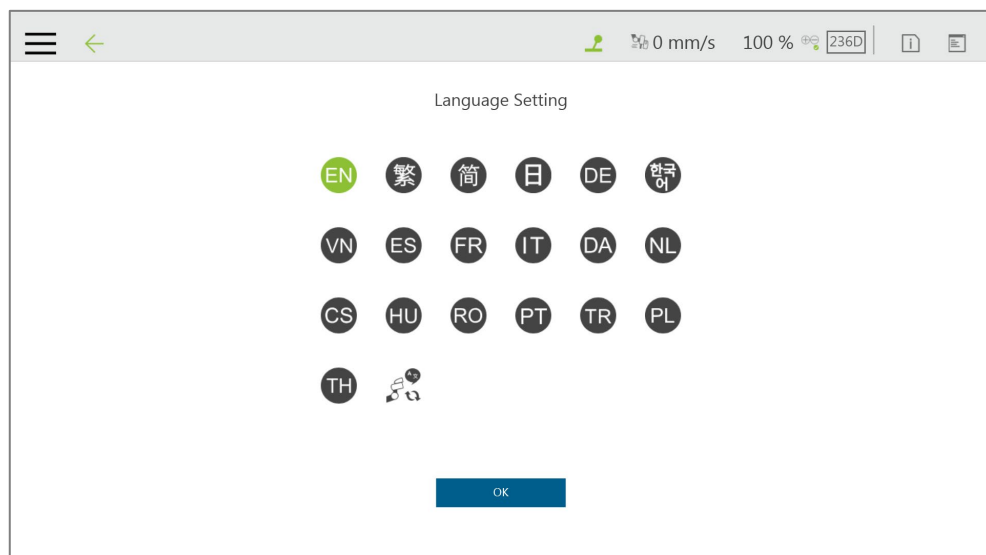 0 mm/s 100 % 236D
Language Setting
EN 繁 简 日 DE 한국어
VN ES FR IT DA NL
CS HU RO PT TR PL
TH A 文
OK